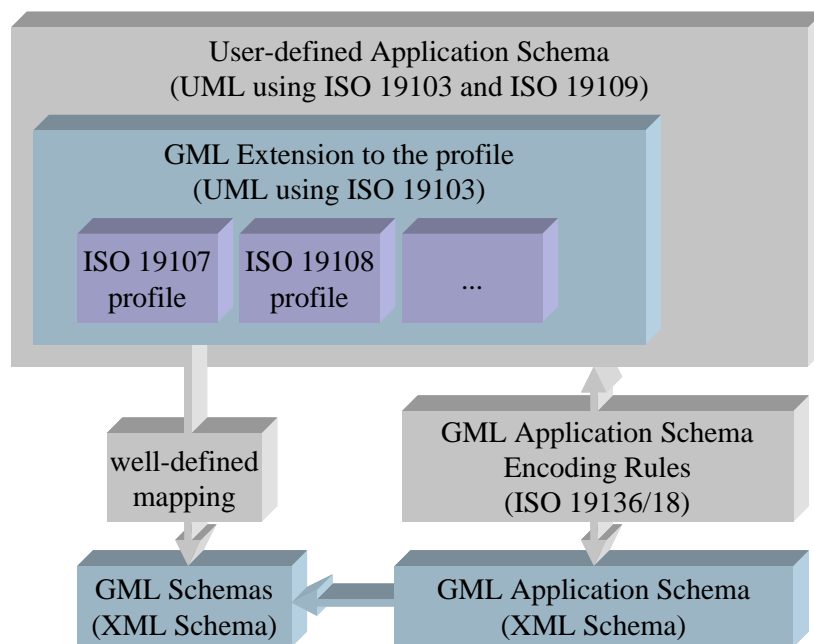 User-defined Application Schema
(UML using ISO 19103 and ISO 19109)
GML Extension to the profile
(UML using ISO 19103)
ISO 19107
profile
ISO 19108
profile
...
well-defined
mapping
GML Application Schema
Encoding Rules
(ISO 19136/18)
GML Schemas
(XML Schema)
GML Application Schema
(XML Schema)